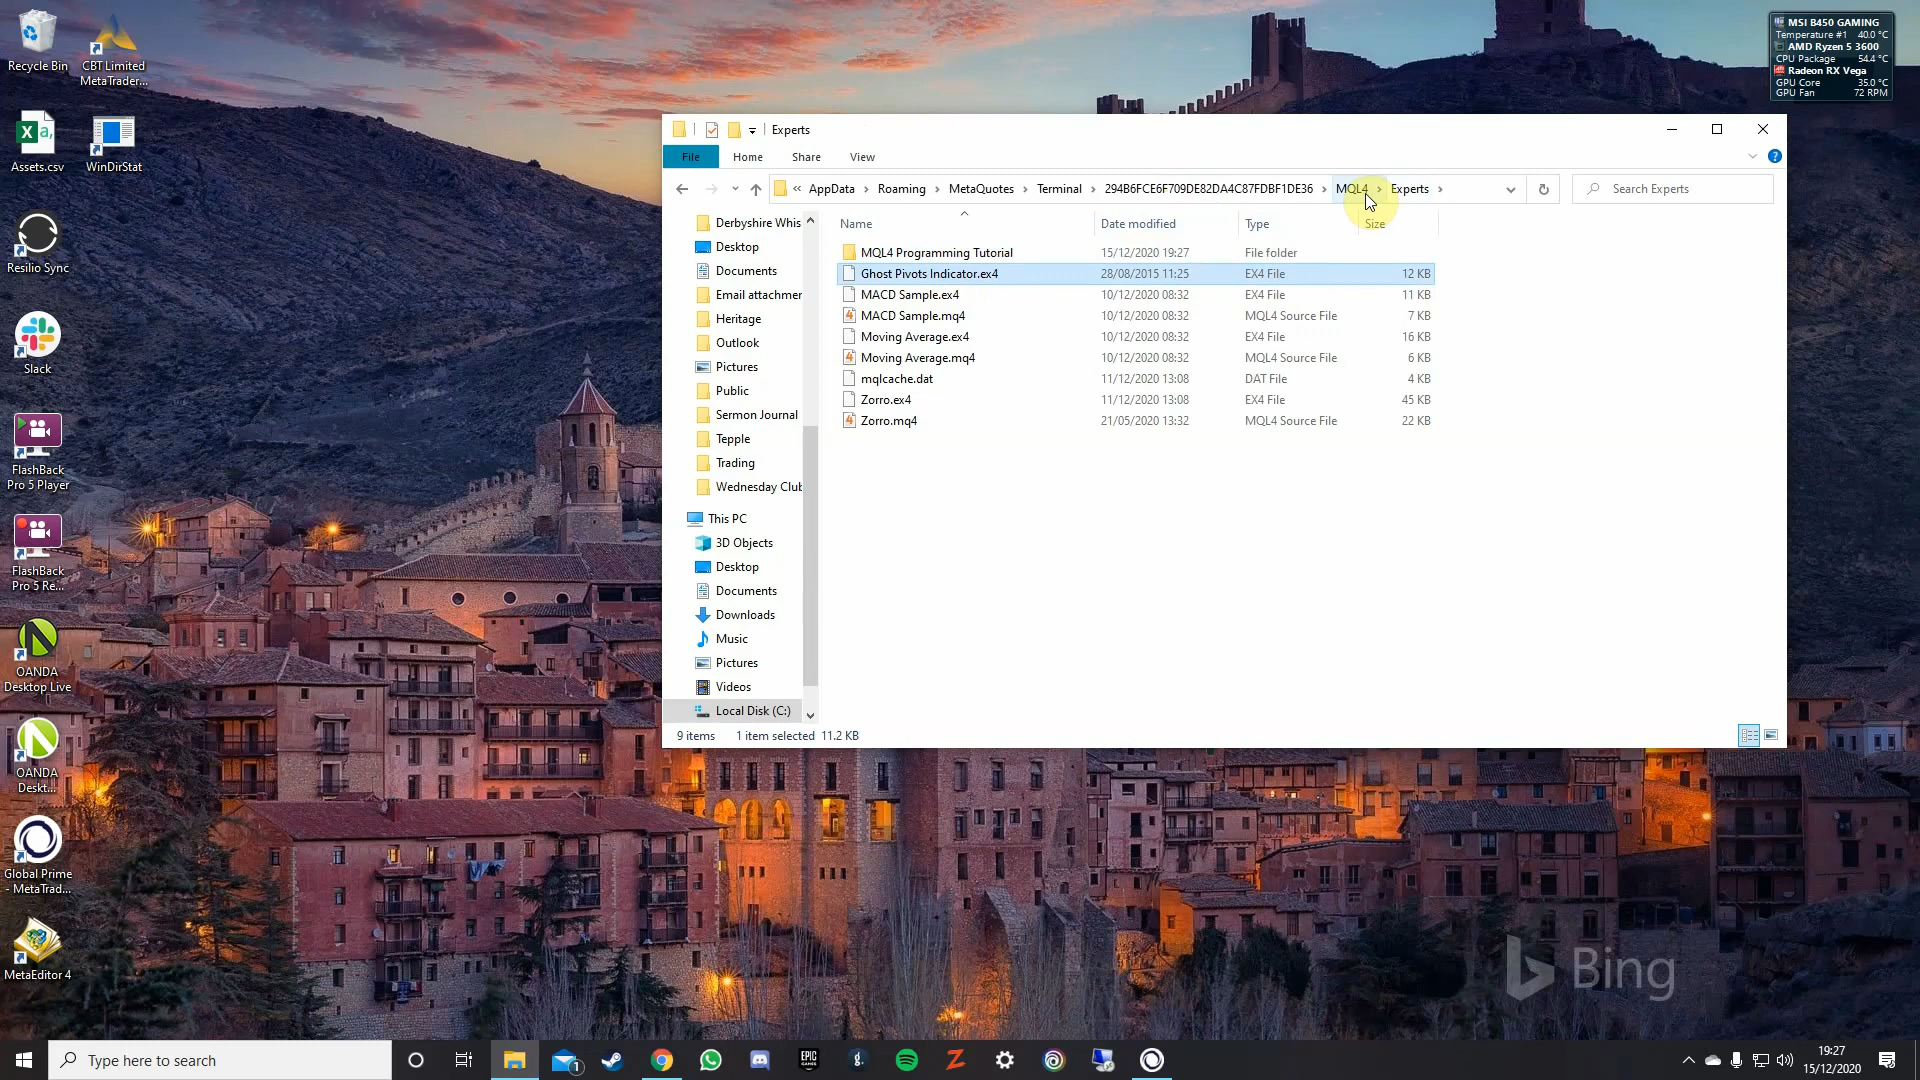 Recycle Bin
CBT Limited
MetaTrader...
Assets.csv
WinDirStat
Resilio Sync
Slack
FlashBack
Pro 5 Player
FlashBack
Pro 5 Re...
OANDA
Desktop Live
OANDA
Deskt...
Global Prime
- MetaTrad...
MetaEditor 4
MSI B450 GAMING
Temperature #1 40.0 °C
AMD Ryzen 5 3600
CPU Package 54.4 °C
Radeon RX Vega
GPU Core 35.0 °C
GPU Fan 72 RPM
Experts
File Home Share View
« AppData › Roaming › MetaQuotes › Terminal › 294B6FCE6F709DE82DA4C87FDBF1DE36 › MQL4 › Experts ›
Search Experts
Derbyshire Whis
Desktop
Documents
Email attachmer
Heritage
Outlook
Pictures
Public
Sermon Journal
Tepple
Trading
Wednesday Club
This PC
3D Objects
Desktop
Documents
Downloads
Music
Pictures
Videos
Local Disk (C:)
Name Date modified Type Size
MQL4 Programming Tutorial 15/12/2020 19:27 File folder
Ghost Pivots Indicator.ex4 28/08/2015 11:25 EX4 File 12 KB
MACD Sample.ex4 10/12/2020 08:32 EX4 File 11 KB
MACD Sample.mq4 10/12/2020 08:32 MQL4 Source File 7 KB
Moving Average.ex4 10/12/2020 08:32 EX4 File 16 KB
Moving Average.mq4 10/12/2020 08:32 MQL4 Source File 6 KB
mqlcache.dat 11/12/2020 13:08 DAT File 4 KB
Zorro.ex4 11/12/2020 13:08 EX4 File 45 KB
Zorro.mq4 21/05/2020 13:32 MQL4 Source File 22 KB
9 items 1 item selected 11.2 KB
Bing
Type here to search
1
EPIC
GAMES
g.
19:27
15/12/2020